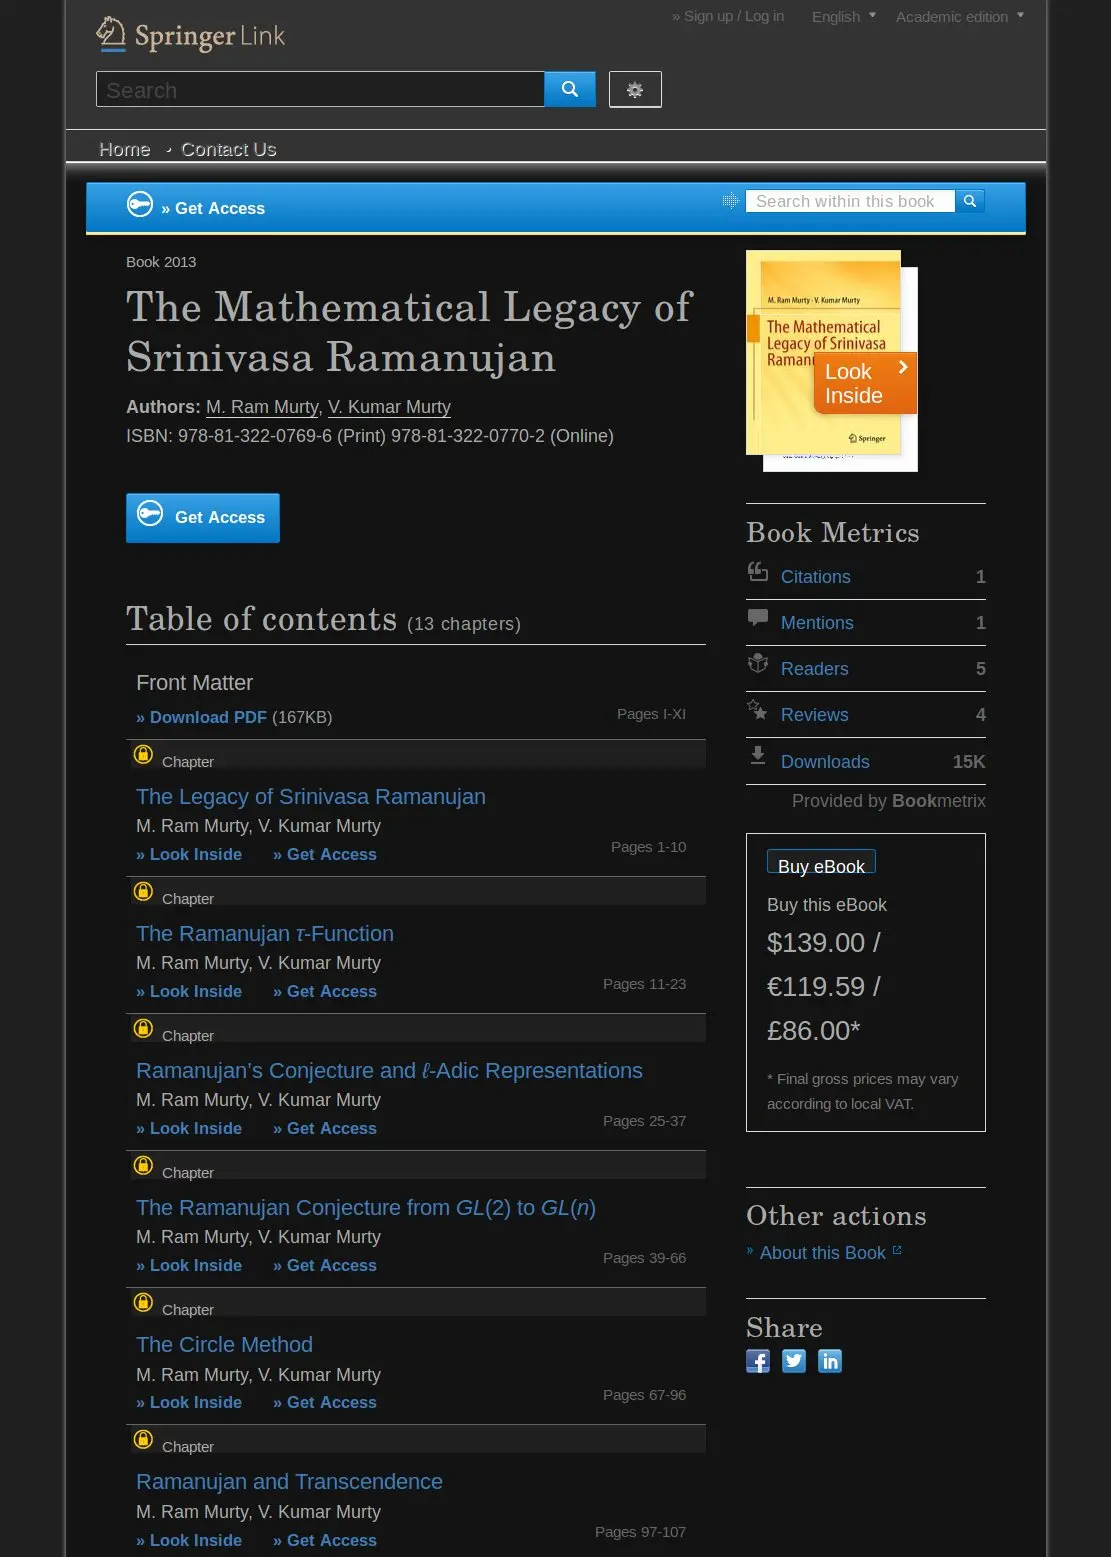 » Sign up / Log in English Academic edition
Springer Link
Search
Home • Contact Us
» Get Access
Search within this book
Book 2013
The Mathematical Legacy of
Srinivasa Ramanujan
Authors: M. Ram Murty, V. Kumar Murty
ISBN: 978-81-322-0769-6 (Print) 978-81-322-0770-2 (Online)
Get Access
M. Ram Murty · V. Kumar Murty
The Mathematical
Legacy of Srinivasa
Look
Inside
Springer
Table of contents (13 chapters)
Front Matter
» Download PDF (167KB)
Pages I-XI
Chapter
The Legacy of Srinivasa Ramanujan
M. Ram Murty, V. Kumar Murty
» Look Inside » Get Access
Pages 1-10
Chapter
The Ramanujan τ-Function
M. Ram Murty, V. Kumar Murty
» Look Inside » Get Access
Pages 11-23
Chapter
Ramanujan’s Conjecture and ℓ-Adic Representations
M. Ram Murty, V. Kumar Murty
» Look Inside » Get Access
Pages 25-37
Chapter
The Ramanujan Conjecture from GL(2) to GL(n)
M. Ram Murty, V. Kumar Murty
» Look Inside » Get Access
Pages 39-66
Chapter
The Circle Method
M. Ram Murty, V. Kumar Murty
» Look Inside » Get Access
Pages 67-96
Chapter
Ramanujan and Transcendence
M. Ram Murty, V. Kumar Murty
» Look Inside » Get Access
Pages 97-107
Book Metrics
Citations 1
Mentions 1
Readers 5
Reviews 4
Downloads 15K
Provided by Bookmetrix
Buy eBook
Buy this eBook
$139.00 /
€119.59 /
£86.00*
* Final gross prices may vary
according to local VAT.
Other actions
» About this Book
Share